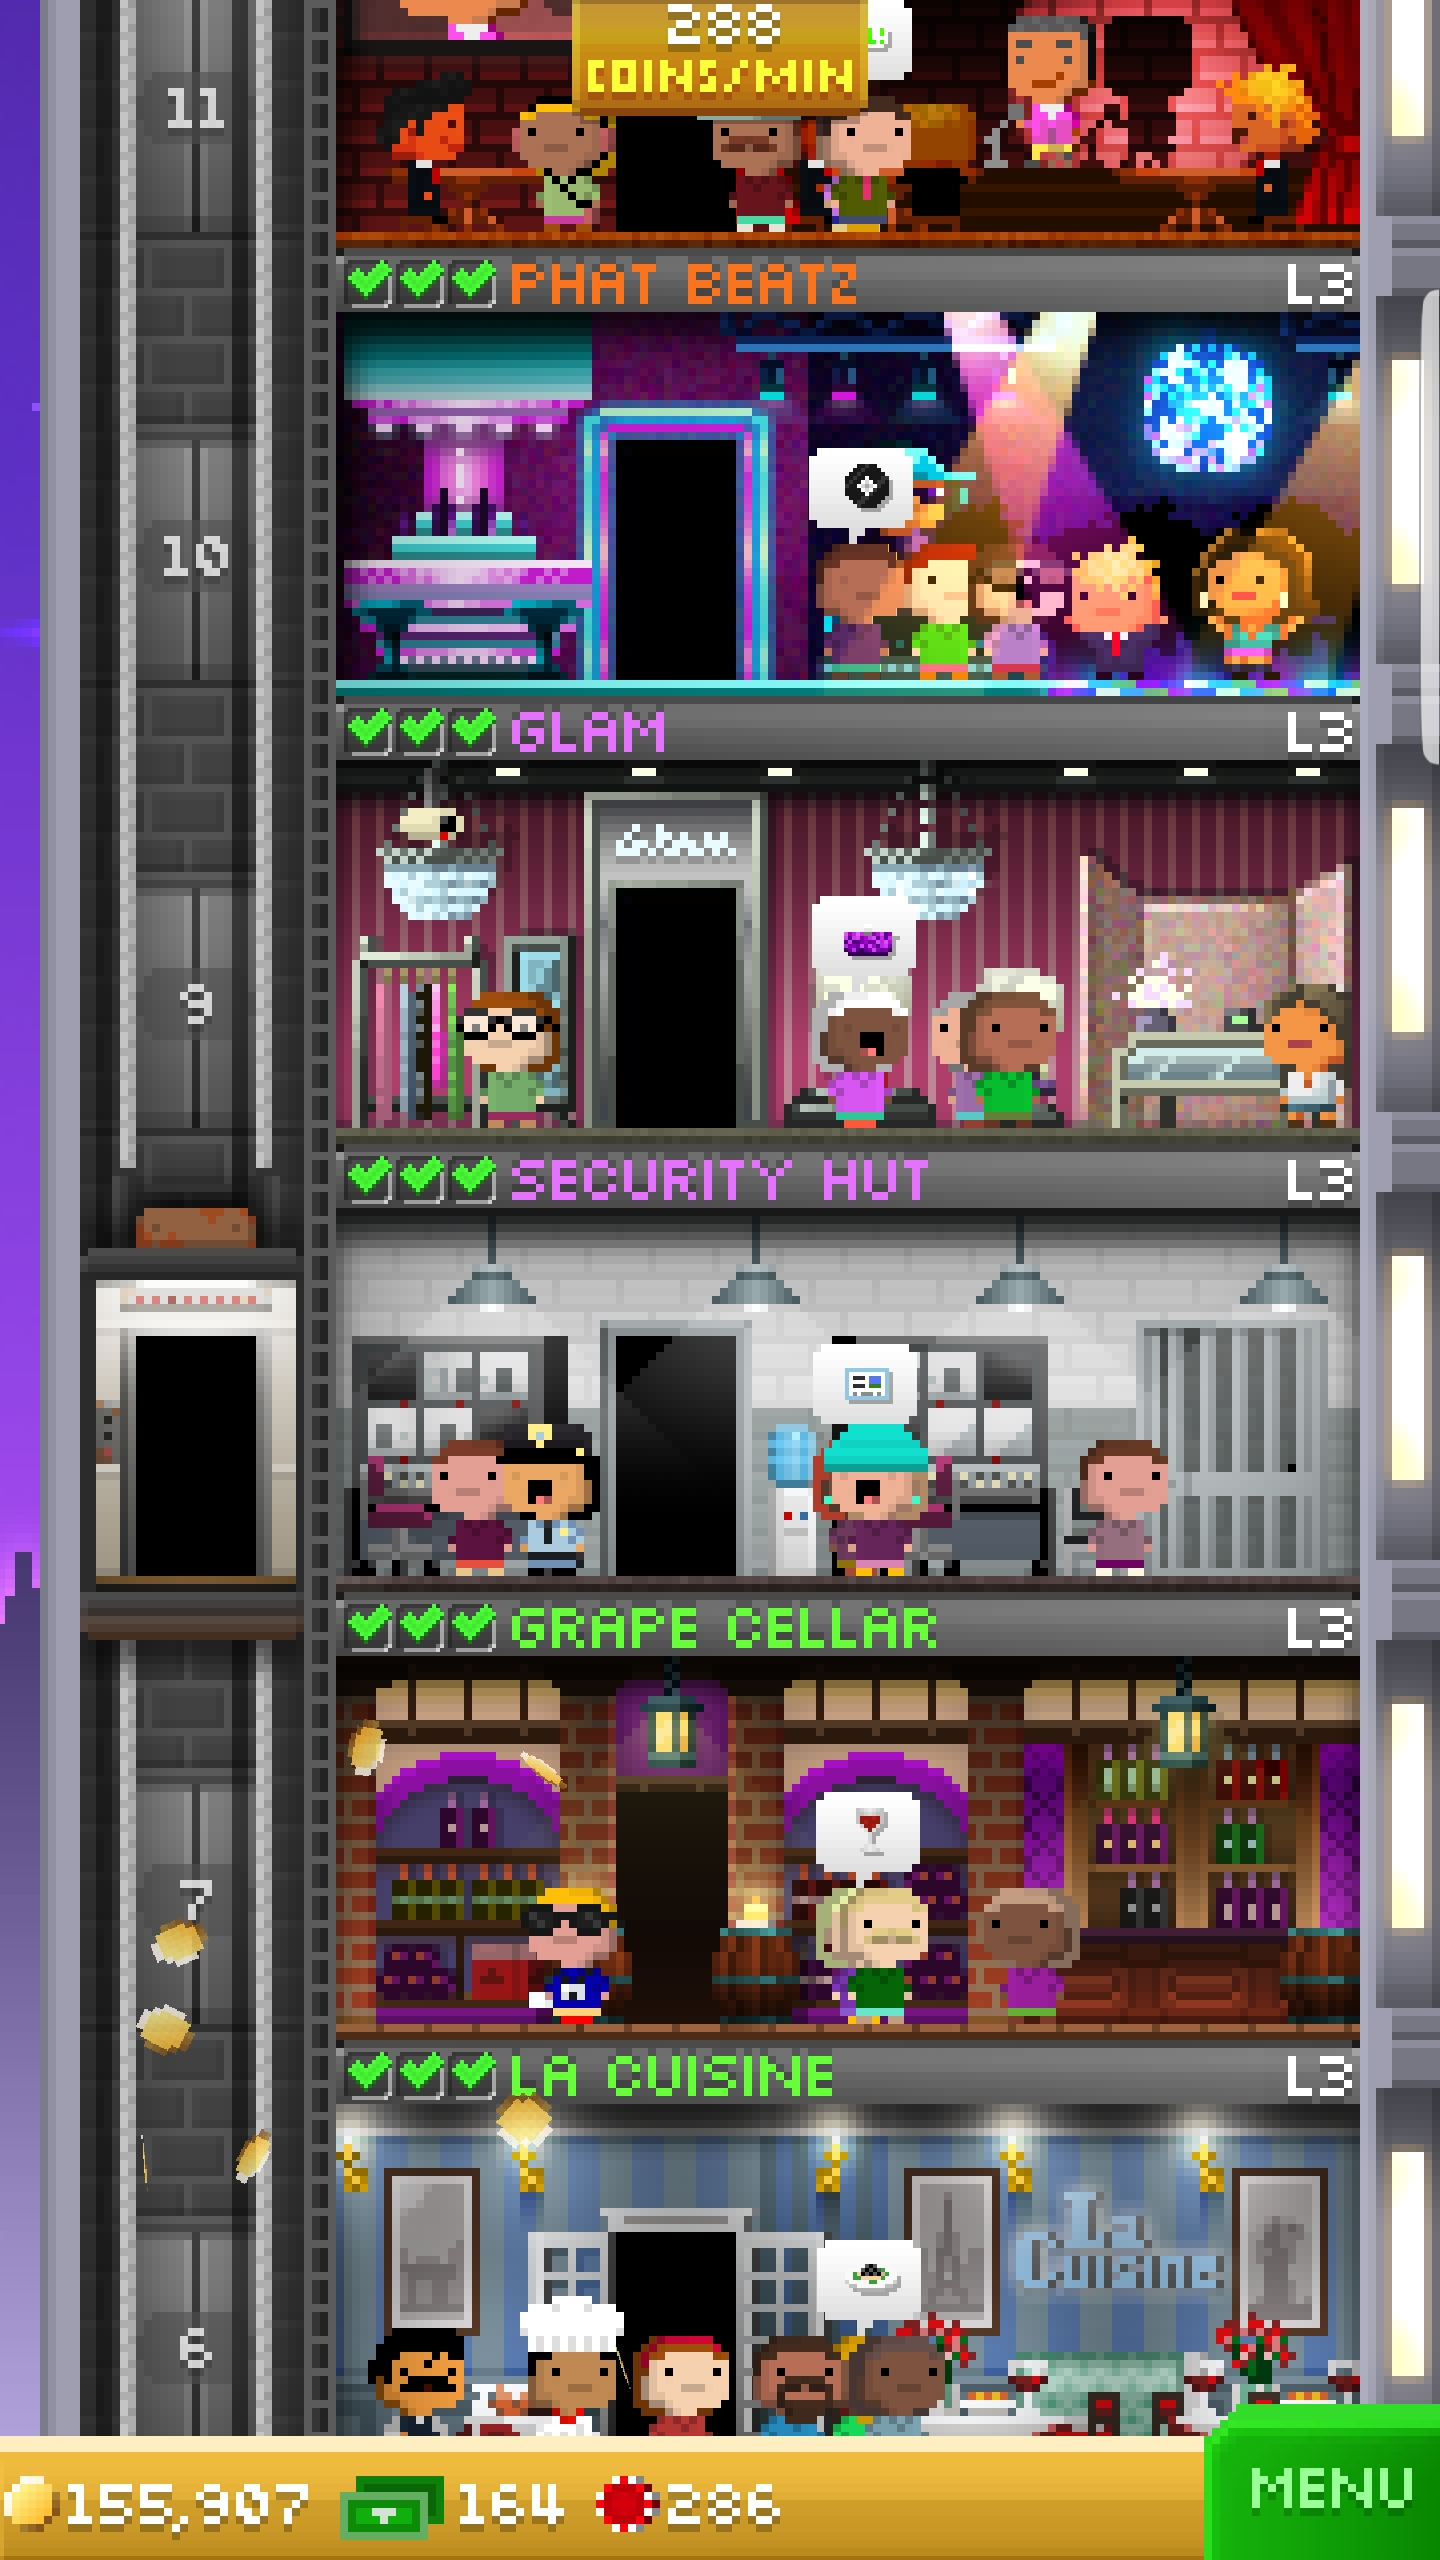 288
COINS/MIN
11
PHAT BEATZ
L3
10
GLAM
L3
Glam
9
SECURITY HUT
L3
GRAPE CELLAR
L3
7
LA CUISINE
L3
La
Cuisine
6
155,907
164
286
MENU